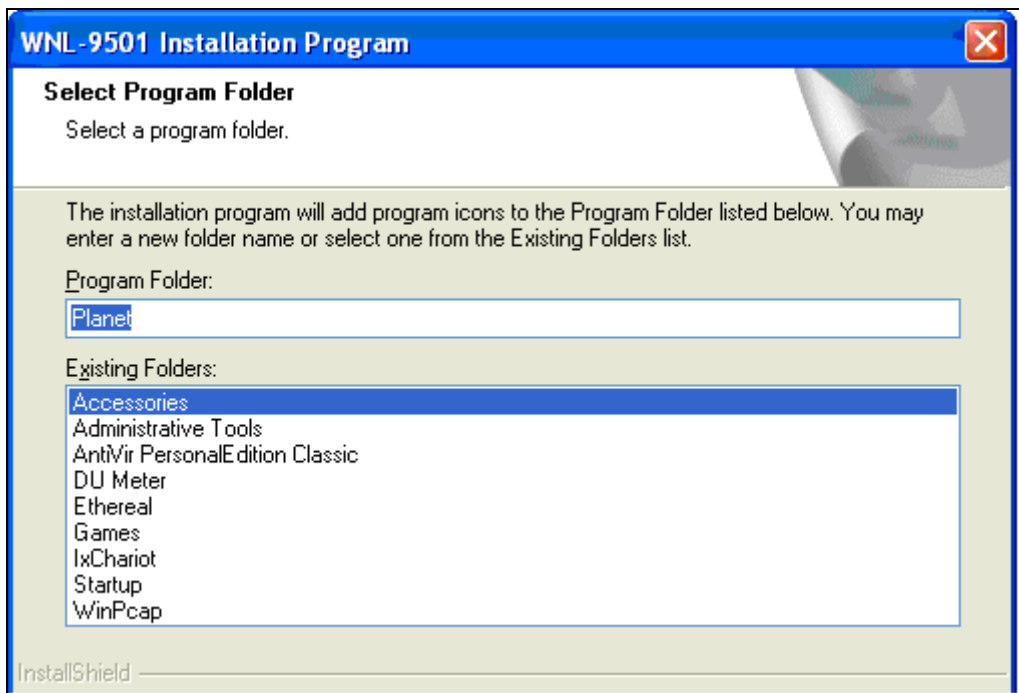 WNL-9501 Installation Program
Select Program Folder
Select a program folder.
The installation program will add program icons to the Program Folder listed below. You may
enter a new folder name or select one from the Existing Folders list.
Program Folder:
Planet
Existing Folders:
Accessories
Administrative Tools
AntiVir PersonalEdition Classic
DU Meter
Ethereal
Games
IxChariot
Startup
WinPcap
InstallShield